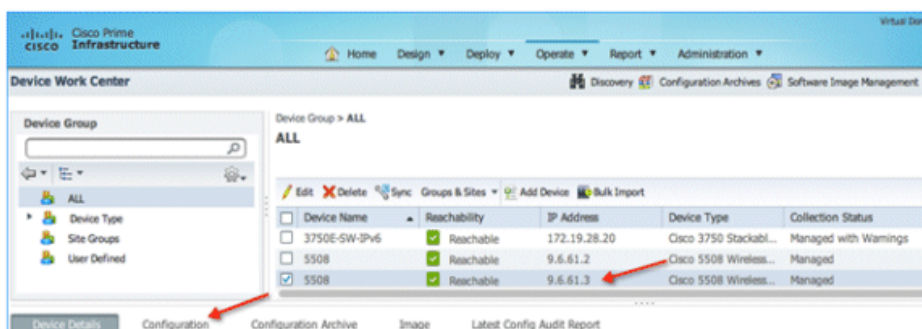 Virtual Do
Cisco Prime
CISCO Infrastructure
Home Design Deploy Operate Report Administration
Device Work Center Discovery Configuration Archives Software Image Management
Device Group
Device Group > ALL
ALL
Edit Delete Sync Groups & Sites Add Device Bulk Import
ALL
Device Type
Site Groups
User Defined
Device Name Reachability IP Address Device Type Collection Status
3750E-SW-IPv6 Reachable 172.19.28.20 Cisco 3750 Stackabl... Managed with Warnings
5508 Reachable 9.6.61.2 Cisco 5508 Wireless... Managed
5508 Reachable 9.6.61.3 Cisco 5508 Wireless... Managed
Device Details Configuration Configuration Archive Image Latest Config Audit Report